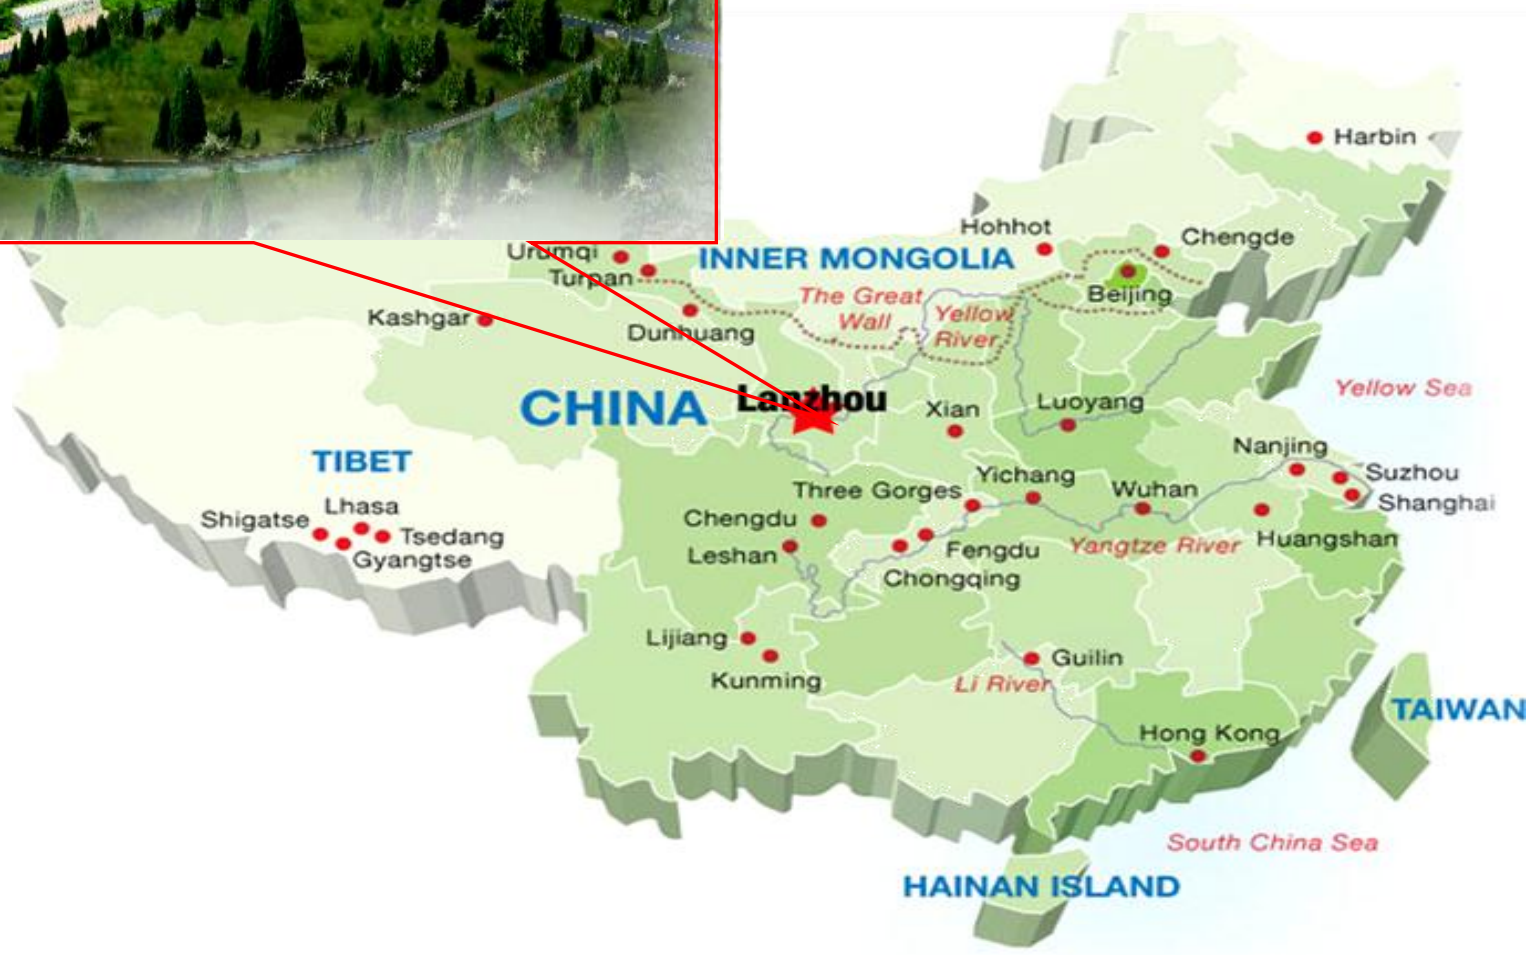 Harbin
Hohhot
Chengde
Urumqi
INNER MONGOLIA
Turpan
Beijing
The Great
Wall
Yellow
River
Kashgar
Dunhuang
Yellow Sea
CHINA
Lanzhou
Xian
Luoyang
TIBET
Nanjing
Suzhou
Yichang
Three Gorges
Wuhan
Shanghai
Lhasa
Shigatse
Chengdu
Tsedang
Huangshan
Gyangtse
Leshan
Fengdu
Yangtze River
Chongqing
Lijiang
Guilin
Kunming
Li River
TAIWAN
Hong Kong
South China Sea
HAINAN ISLAND